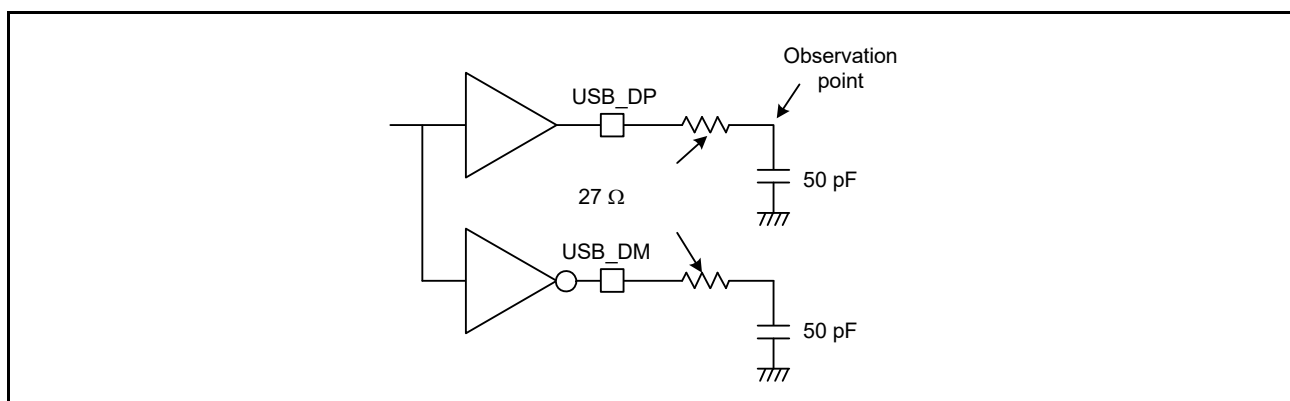 Observation
point
USB_DP
50 pF
27 Ω
USB_DM
50 pF